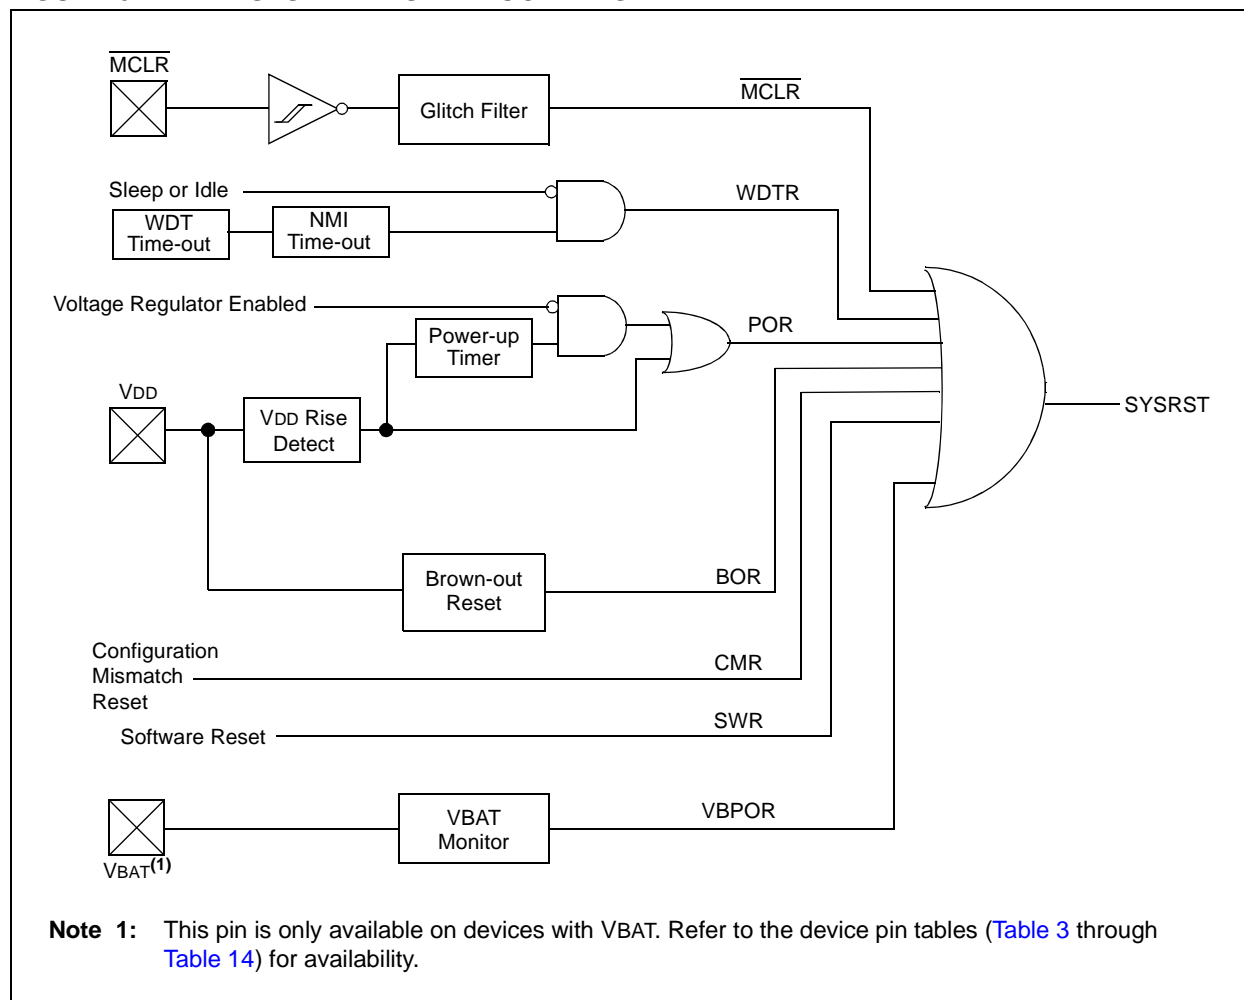 MCLR
MCLR
Glitch Filter
Sleep or Idle
WDT
Time-out
NMI
Time-out
WDTR
Voltage Regulator Enabled
Power-up
Timer
POR
VDD
VDD Rise
Detect
SYSRST
Brown-out
Reset
BOR
Configuration
Mismatch
Reset
CMR
Software Reset
SWR
VBAT
Monitor
VBPOR
VBAT(1)
Note 1: This pin is only available on devices with VBAT. Refer to the device pin tables (Table 3 through
Table 14) for availability.